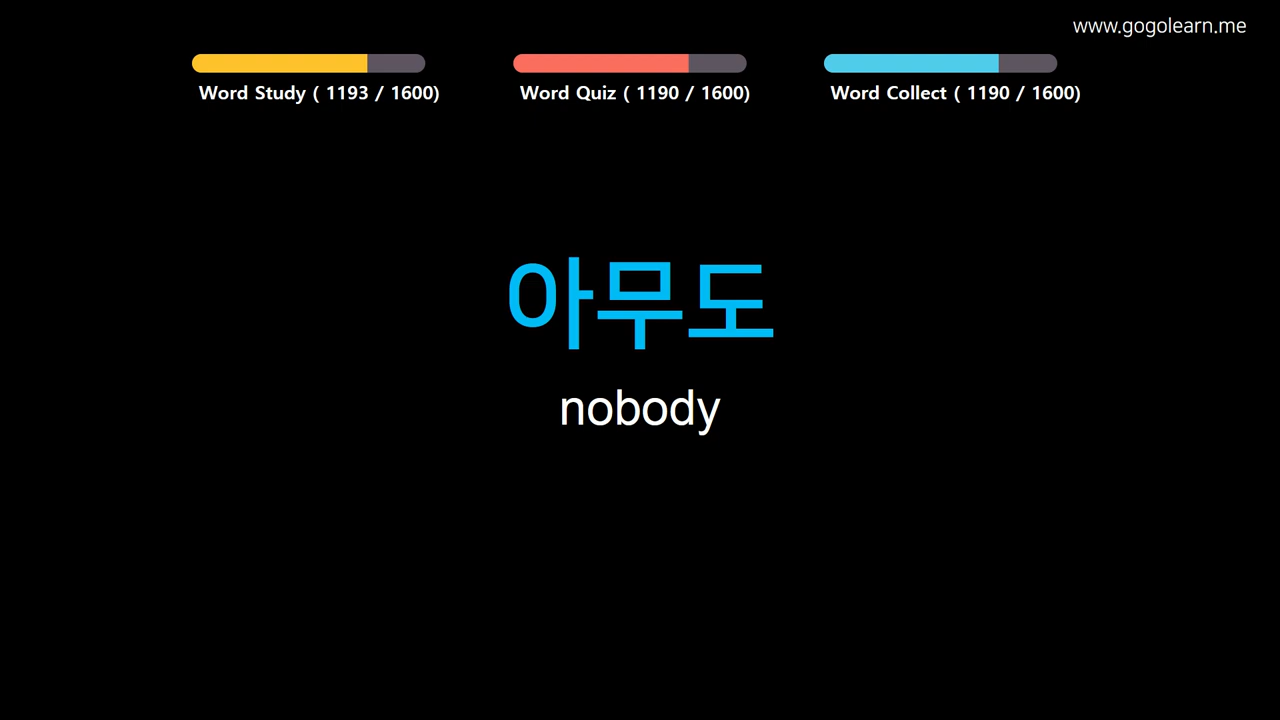 www.gogolearn.me
Word Study ( 1193 / 1600)
Word Quiz ( 1190 / 1600)
Word Collect ( 1190 / 1600)
아무도
nobody